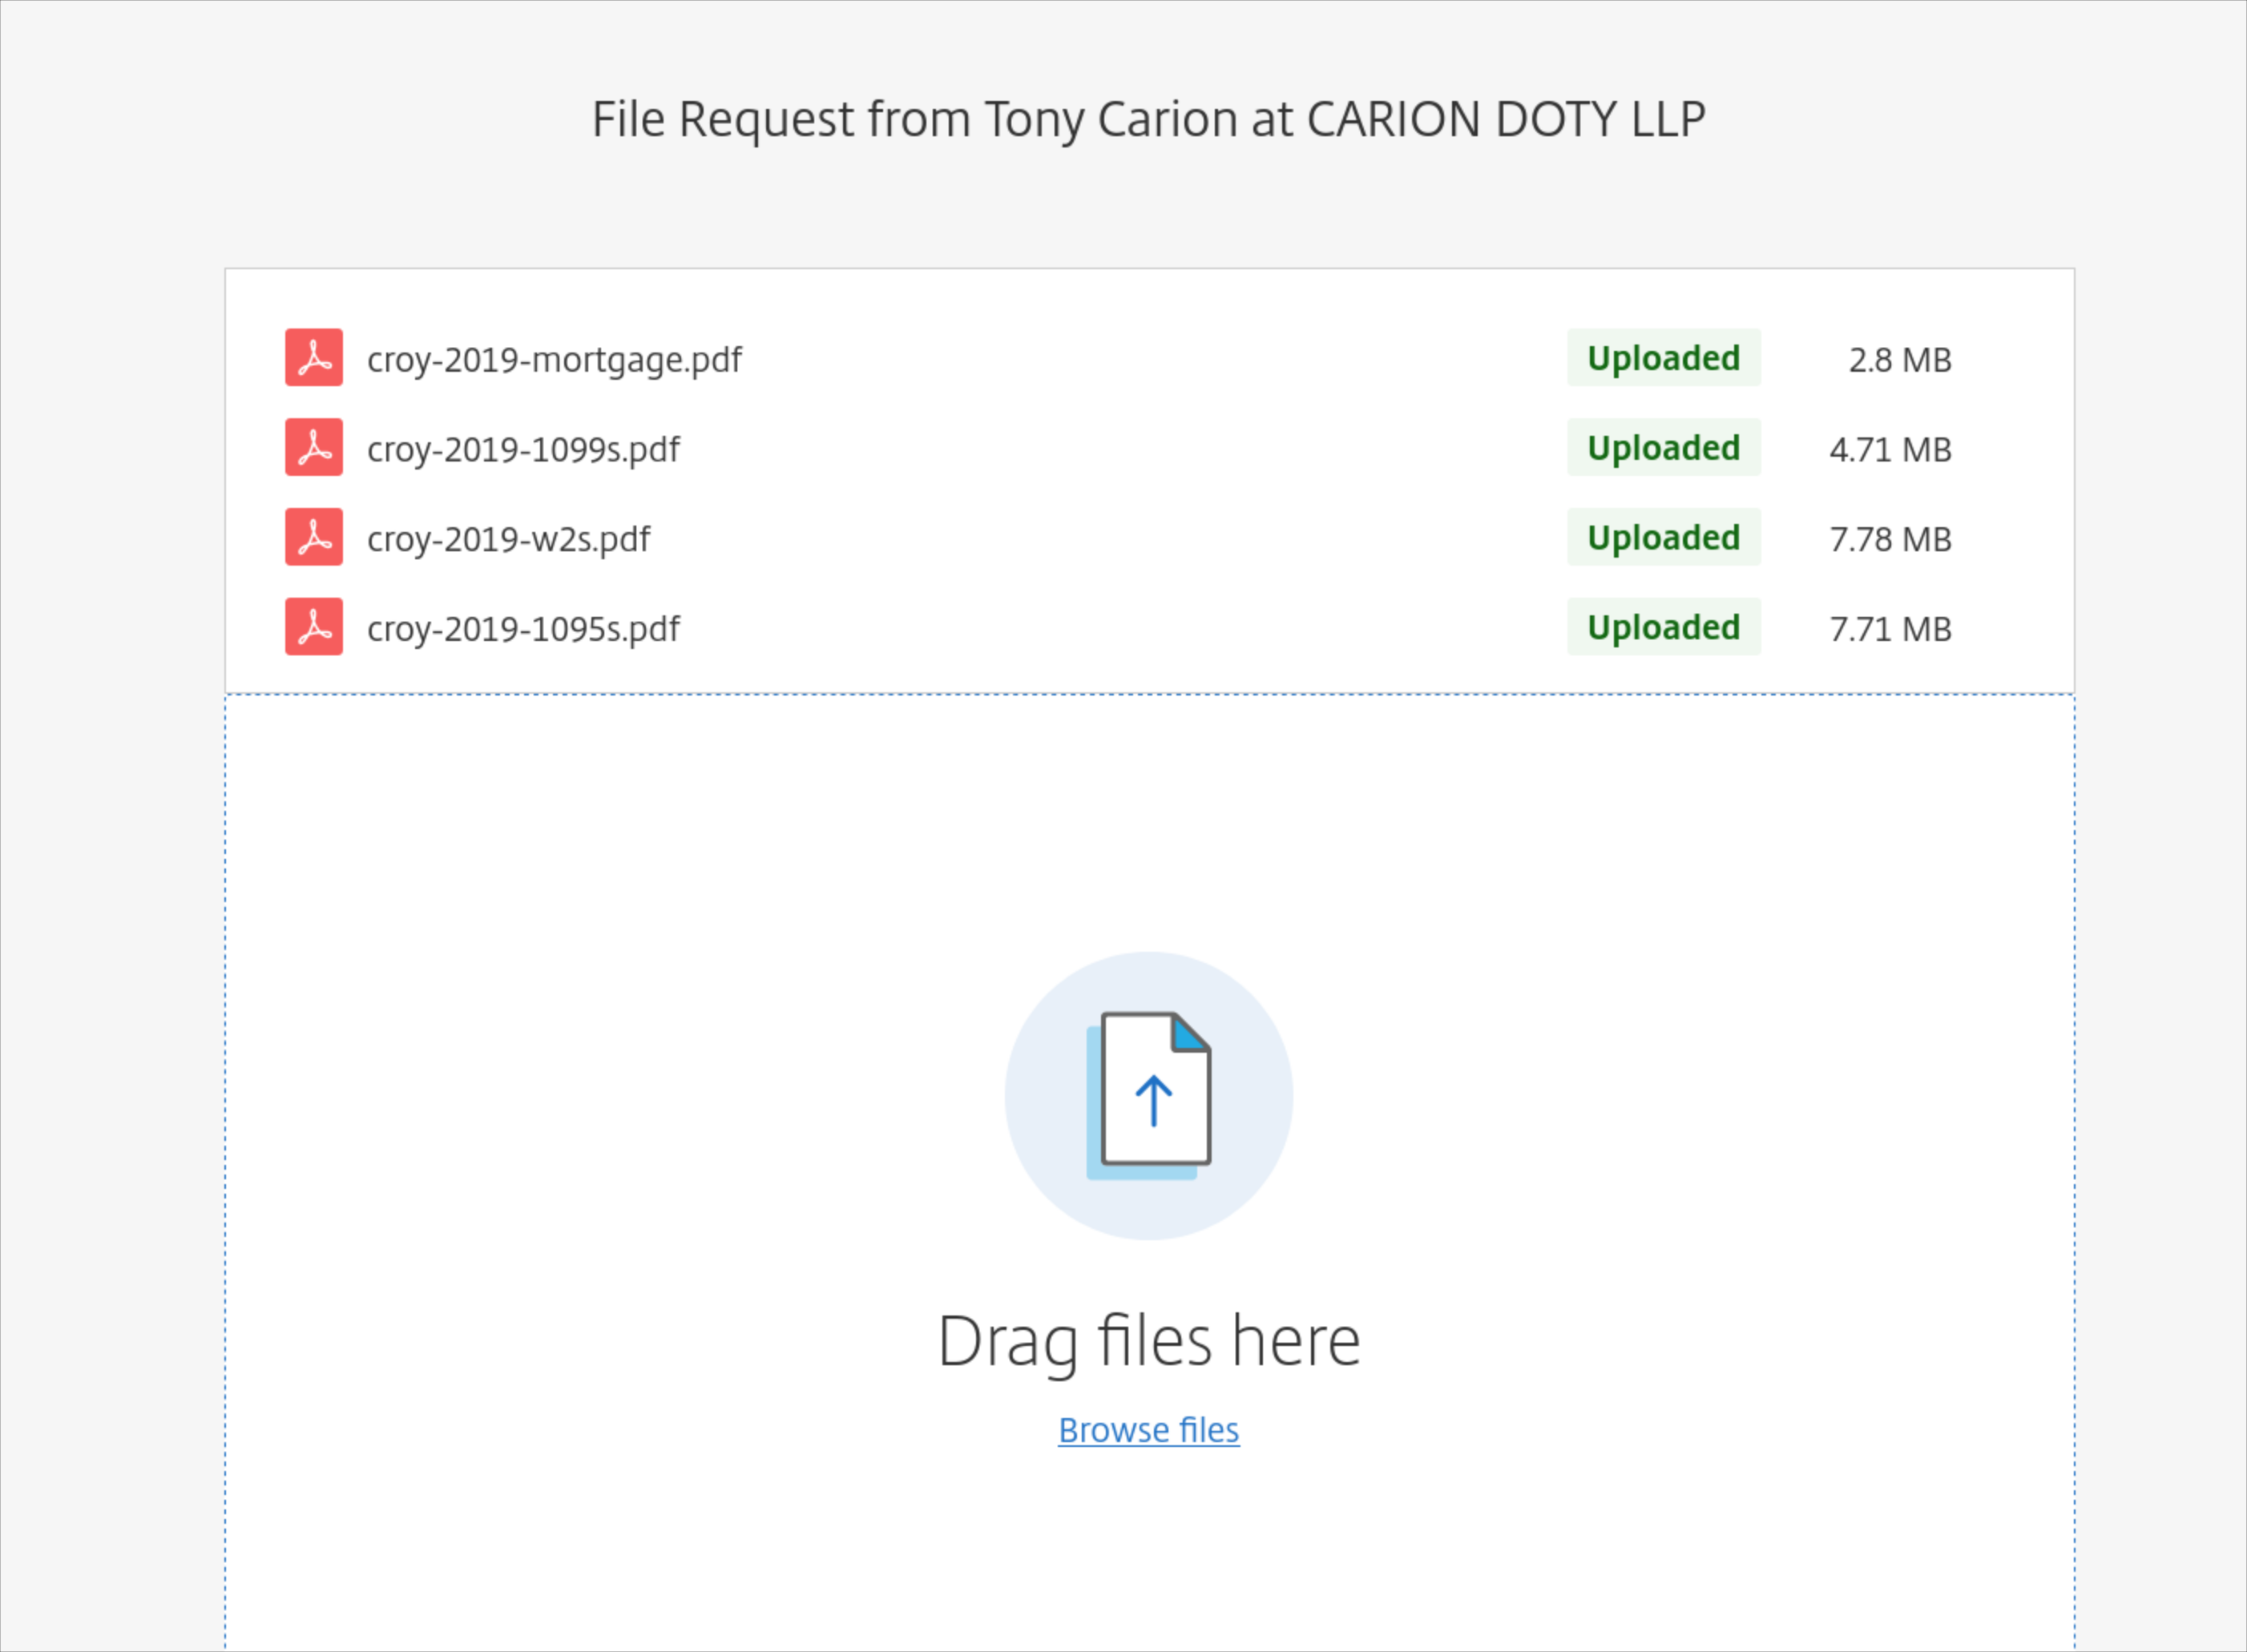 File Request from Tony Carion at CARION DOTY LLP
croy-2019-mortgage.pdf Uploaded 2.8 MB
croy-2019-1099s.pdf Uploaded 4.71 MB
croy-2019-w2s.pdf Uploaded 7.78 MB
croy-2019-1095s.pdf Uploaded 7.71 MB
Drag files here
Browse files